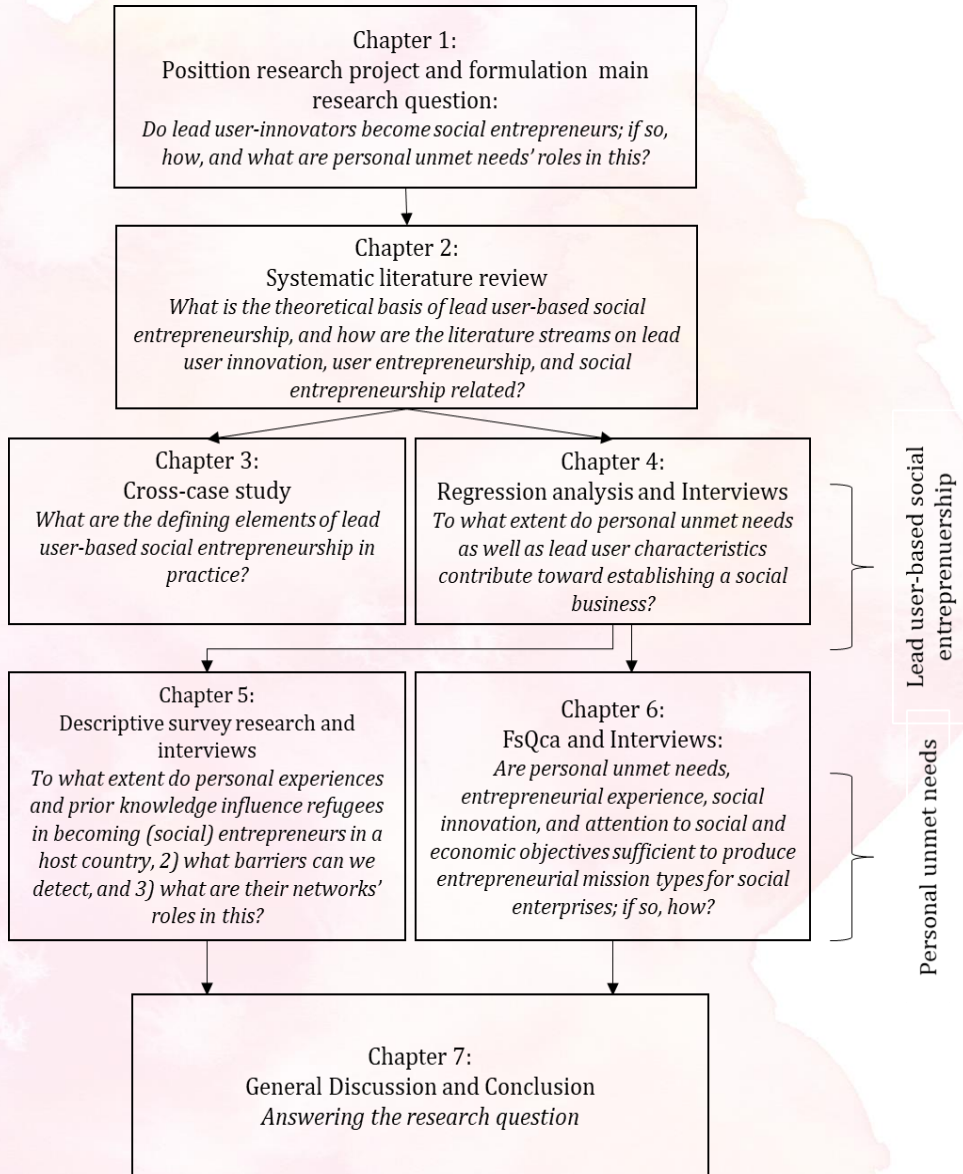 Chapter 1:
Posittion research project and formulation main
research question:
Do lead user-innovators become social entrepreneurs; if so,
how, and what are personal unmet needs' roles in this?
Chapter 2:
Systematic literature review
What is the theoretical basis of lead user-based social
entrepreneurship, and how are the literature streams on lead
user innovation, user entrepreneurship, and social
entrepreneurship related?
Chapter 3:
Cross-case study
What are the defining elements of lead
user-based social entrepreneurship in
practice?
Chapter 4:
Regression analysis and Interviews
To what extent do personal unmet needs
as well as lead user characteristics
contribute toward establishing a social
business?
Lead user-based social
entreprenuership
Chapter 5:
Descriptive survey research and
interviews
To what extent do personal experiences
and prior knowledge influence refugees
in becoming (social) entrepreneurs in a
host country, 2) what barriers can we
detect, and 3) what are their networks'
roles in this?
Chapter 6:
FsQca and Interviews:
Are personal unmet needs,
entrepreneurial experience, social
innovation, and attention to social and
economic objectives sufficient to produce
entrepreneurial mission types for social
enterprises; if so, how?
Personal unmet needs
Chapter 7:
General Discussion and Conclusion
Answering the research question